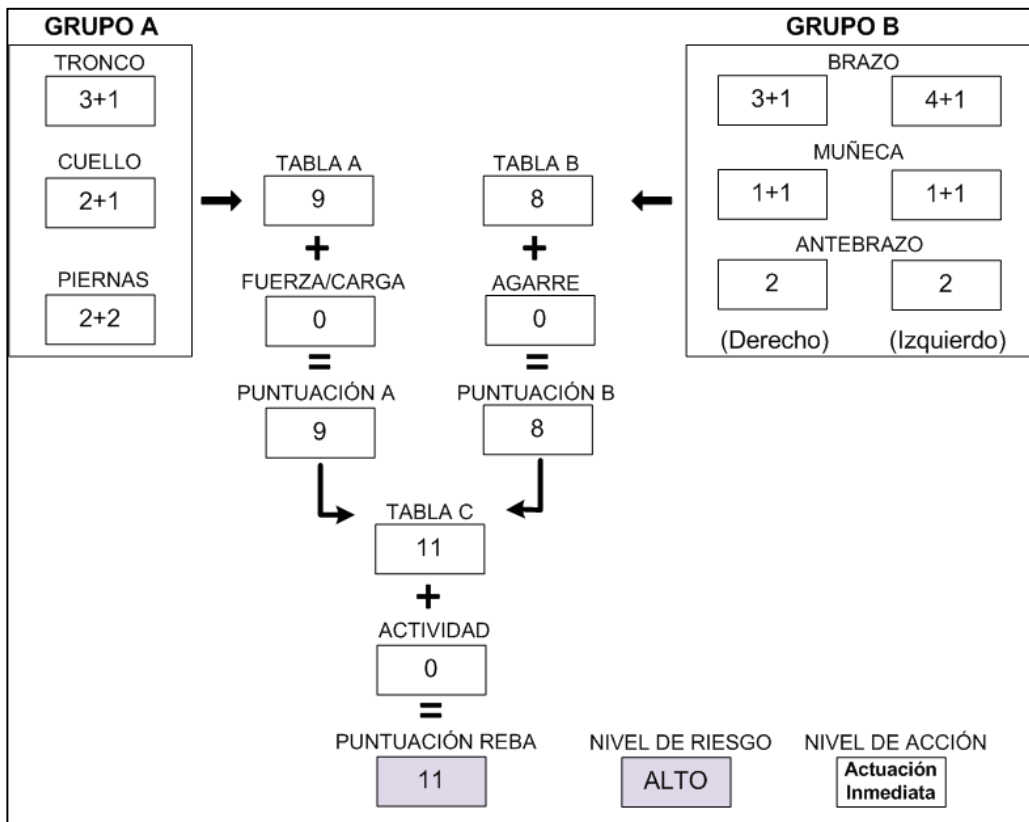 GRUPO A
TRONCO
3+1
CUELLO
2+1
PIERNAS
2+2
TABLA A
9
+
FUERZA/CARGA
0
=
PUNTUACIÓN A
9
GRUPO B
BRAZO
3+1 4+1
MUÑECA
1+1 1+1
ANTEBRAZO
2 2
(Derecho) (Izquierdo)
TABLA B
8
+
AGARRE
0
=
PUNTUACIÓN B
8
TABLA C
11
+
ACTIVIDAD
0
=
PUNTUACIÓN REBA
11
NIVEL DE RIESGO
ALTO
NIVEL DE ACCIÓN
Actuación
Inmediata